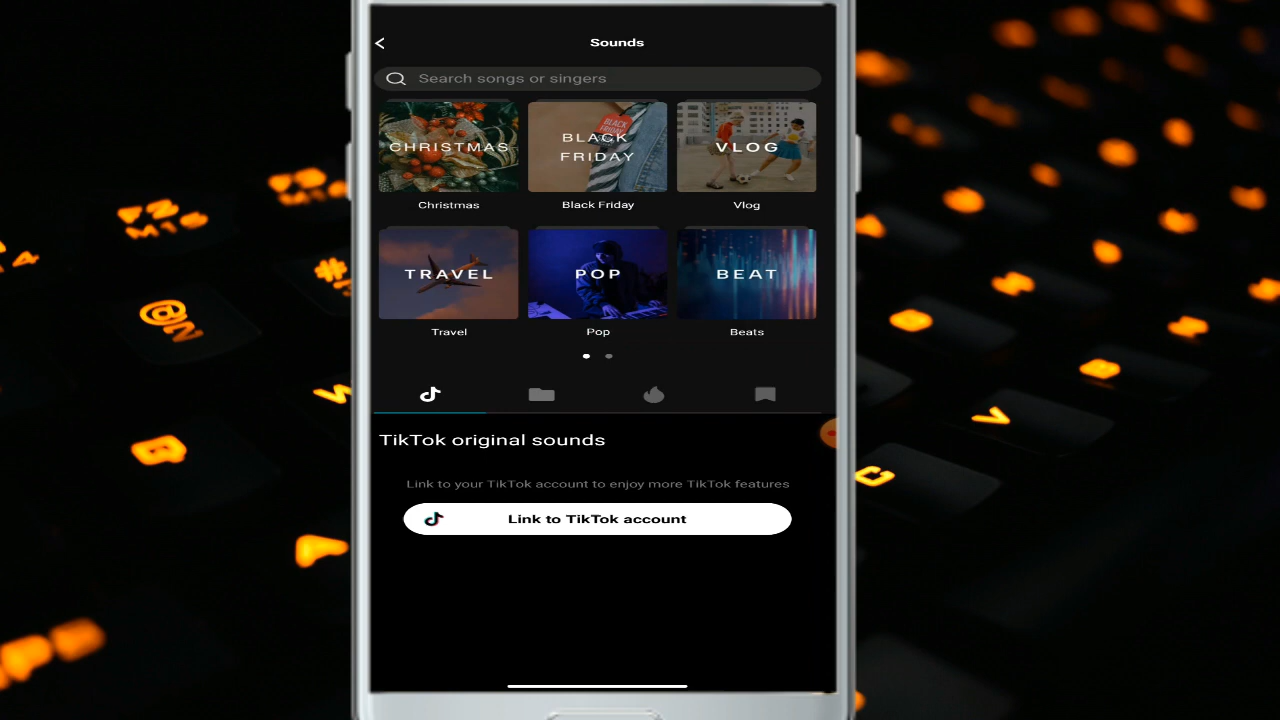 Sounds
Search songs or singers
CHRISTMAS
BLACK
FRIDAY
VLOG
Christmas
Black Friday
Vlog
TRAVEL
POP
BEAT
Travel
Pop
Beats
TikTok original sounds
Link to your TikTok account to enjoy more TikTok features
Link to TikTok account
@
V
C